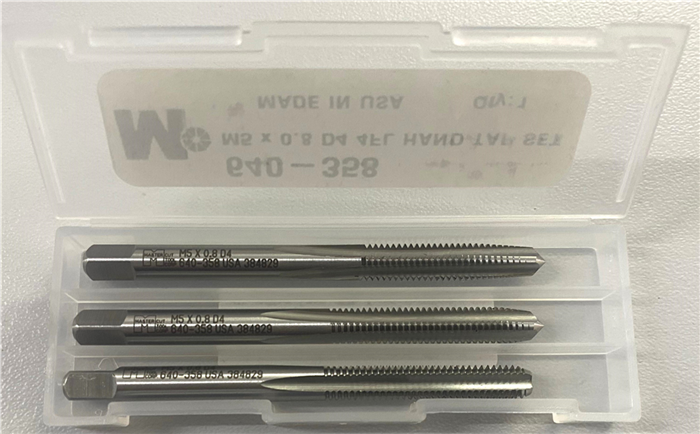 640-358
M5 x 0.8 D4 4FL HAND TAP SET
MADE IN USA Qty: 1
M5 X 0.8 D4
640-358 USA 384829
M5 X 0.8 D4
640-358 USA 384829
640-358 USA 384829